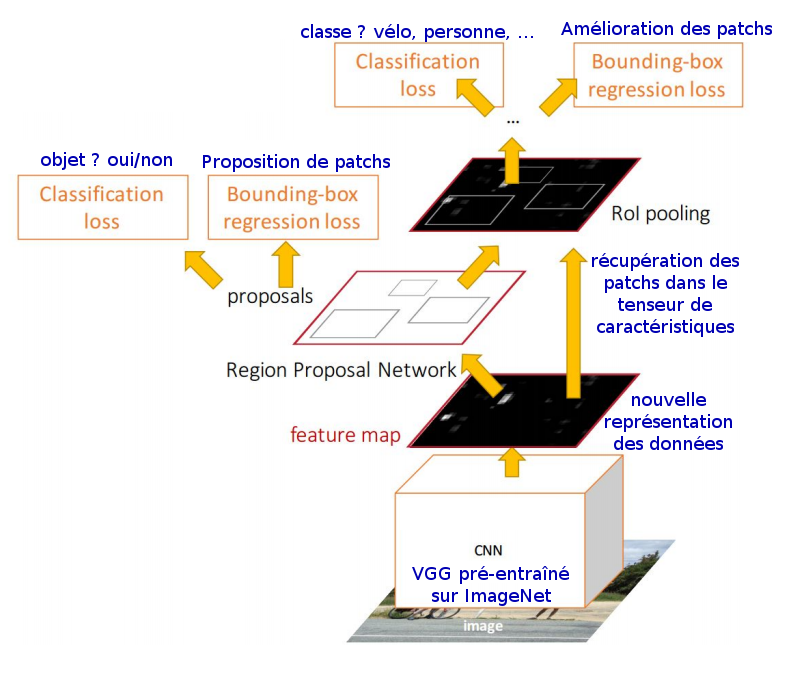 classe ? vélo, personne, ...
Amélioration des patchs
Classification
loss
Bounding-box
regression loss
...
objet ? oui/non
Proposition de patchs
Classification
loss
Bounding-box
regression loss
RoI pooling
proposals
récupération des
patchs dans le
tenseur de
caractéristiques
Region Proposal Network
feature map
nouvelle
représentation
des données
CNN
VGG pré-entraîné
sur ImageNet
image